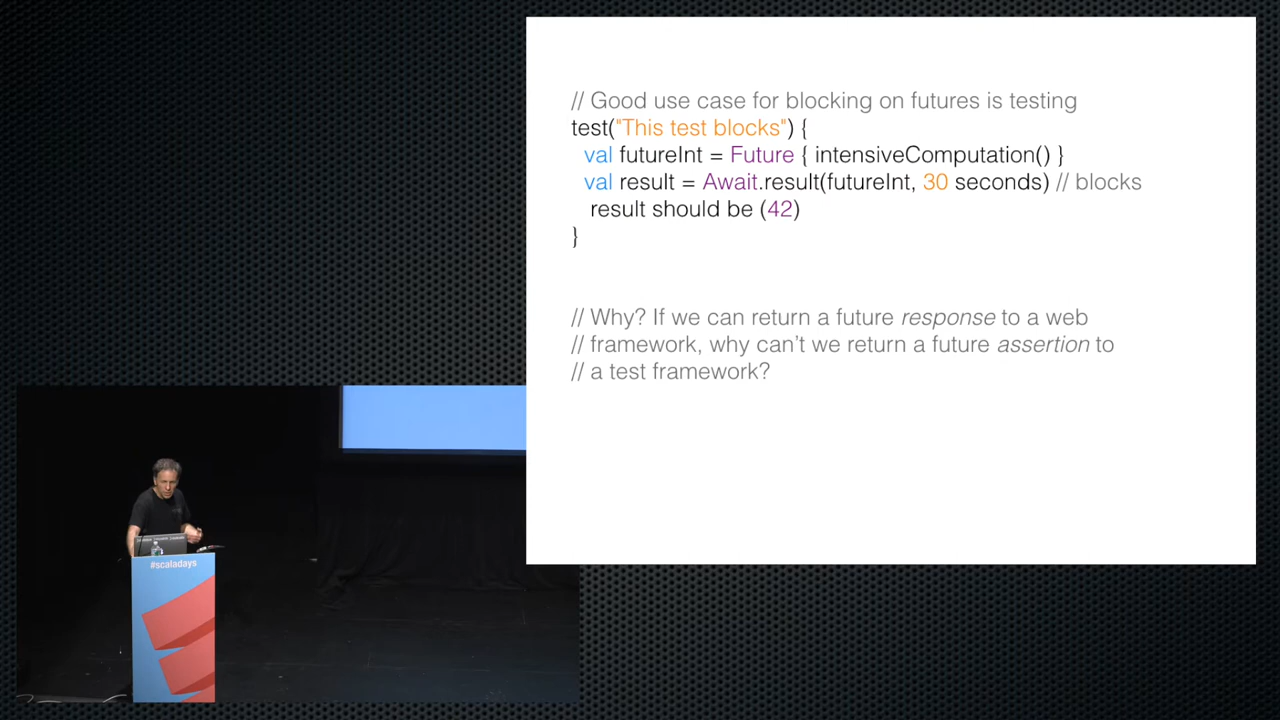 // Good use case for blocking on futures is testing
test("This test blocks") {
val futureInt = Future { intensiveComputation() }
val result = Await.result(futureInt, 30 seconds) // blocks
result should be (42)
}
// Why? If we can return a future response to a web
// framework, why can't we return a future assertion to
// a test framework?
#scaladays